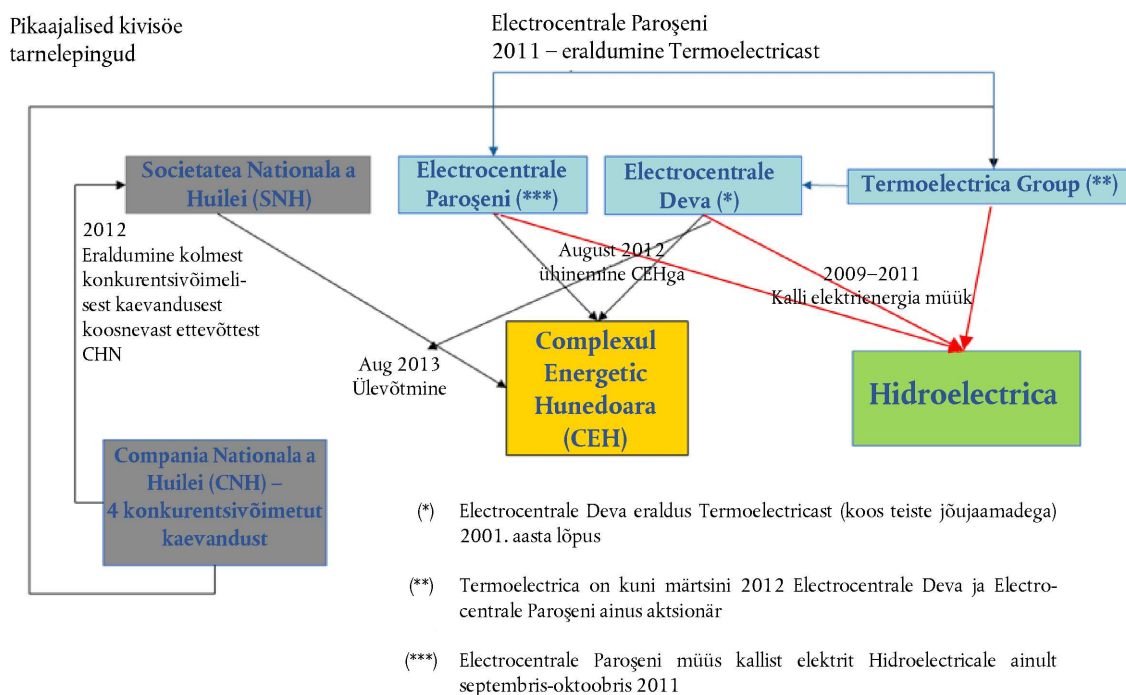 Pikaajalised kivisöe
tarnelepingud
Electrocentrale Paroşeni
2011 – eraldumine Termoelectricast
Societatea Nationala a
Huilei (SNH)
Electrocentrale
Paroşeni (***)
Electrocentrale
Deva (*)
Termoelectrica Group (**)
2012
Eraldumine kolmest
konkurentsivõimeli-
sest kaevandusest
koosnevast ettevõttest
CHN
August 2012
ühinemine CEHga
2009–2011
Kalli elektrienergia müük
Aug 2013
Ülevõtmine
Complexul
Energetic
Hunedoara
(CEH)
Hidroelectrica
Compania Nationala a
Huilei (CNH) –
4 konkurentsivõimetut
kaevandust
(*) Electrocentrale Deva eraldus Termoelectricast (koos teiste jõujaamadega)
2001. aasta lõpus
(**) Termoelectrica on kuni märtsini 2012 Electrocentrale Deva ja Electro-
centrale Paroşeni ainus aktsionär
(***) Electrocentrale Paroşeni müüs kallist elektrit Hidroelectricale ainult
septembris-oktoobris 2011